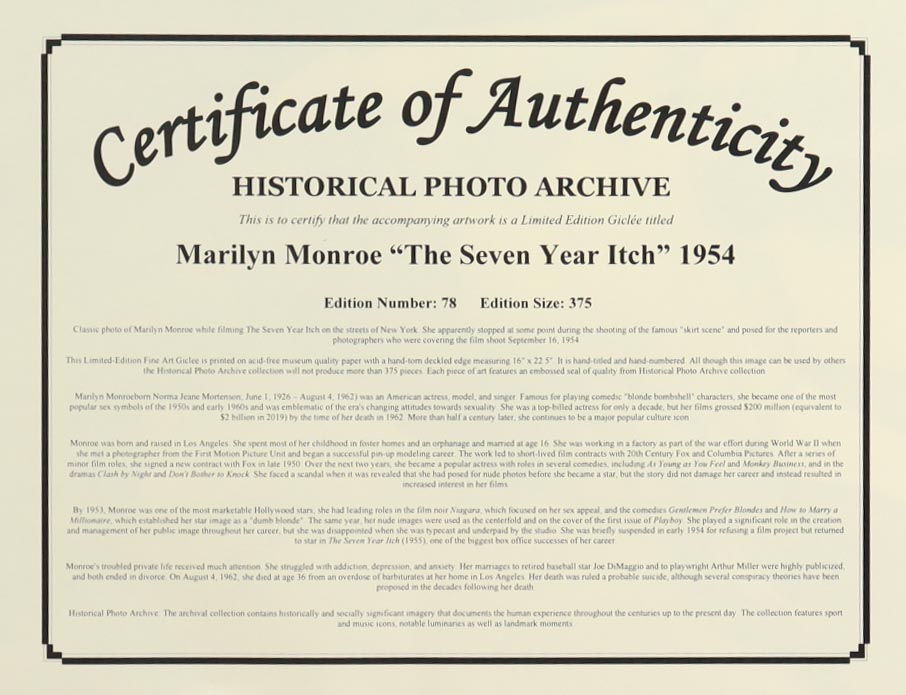 Certificate of Authenticity
HISTORICAL PHOTO ARCHIVE
This is to certify that the accompanying artwork is a Limited Edition Giclée titled
Marilyn Monroe “The Seven Year Itch” 1954
Edition Number: 78 Edition Size: 375
Classic photo of Marilyn Monroe while filming The Seven Year Itch on the streets of New York. She apparently stopped at some point during the shooting of the famous "skirt scene" and posed for the reporters and
photographers who were covering the film shoot September 16, 1954
This Limited-Edition Fine Art Giclee is printed on acid-free museum quality paper with a hand-torn deckled edge measuring 16" x 22.5". It is hand-titled and hand-numbered. All though this image can be used by others
the Historical Photo Archive collection will not produce more than 375 pieces. Each piece of art features an embossed seal of quality from Historical Photo Archive collection.
Marilyn Monroeborn Norma Jeane Mortenson, June 1, 1926 – August 4, 1962) was an American actress, model, and singer. Famous for playing comedic "blonde bombshell" characters, she became one of the most
popular sex symbols of the 1950s and early 1960s and was emblematic of the era's changing attitudes towards sexuality. She was a top-billed actress for only a decade, but her films grossed $200 million (equivalent to
$2 billion in 2019) by the time of her death in 1962. More than half a century later, she continues to be a major popular culture icon.
Monroe was born and raised in Los Angeles. She spent most of her childhood in foster homes and an orphanage and married at age 16. She was working in a factory as part of the war effort during World War II when
she met a photographer from the First Motion Picture Unit and began a successful pin-up modeling career. The work led to short-lived film contracts with 20th Century Fox and Columbia Pictures. After a series of
minor film roles, she signed a new contract with Fox in late 1950. Over the next two years, she became a popular actress with roles in several comedies, including As Young as You Feel and Monkey Business, and in the
dramas Clash by Night and Don't Bother to Knock. She faced a scandal when it was revealed that she had posed for nude photos before she became a star, but the story did not damage her career and instead resulted in
increased interest in her films.
By 1953, Monroe was one of the most marketable Hollywood stars; she had leading roles in the film noir Niagara, which focused on her sex appeal, and the comedies Gentlemen Prefer Blondes and How to Marry a
Millionaire, which established her star image as a "dumb blonde". The same year, her nude images were used as the centerfold and on the cover of the first issue of Playboy. She played a significant role in the creation
and management of her public image throughout her career, but she was disappointed when she was typecast and underpaid by the studio. She was briefly suspended in early 1954 for refusing a film project but returned
to star in The Seven Year Itch (1955), one of the biggest box office successes of her career.
Monroe's troubled private life received much attention. She struggled with addiction, depression, and anxiety. Her marriages to retired baseball star Joe DiMaggio and to playwright Arthur Miller were highly publicized,
and both ended in divorce. On August 4, 1962, she died at age 36 from an overdose of barbiturates at her home in Los Angeles. Her death was ruled a probable suicide, although several conspiracy theories have been
proposed in the decades following her death.
Historical Photo Archive: The archival collection contains historically and socially significant imagery that documents the human experience throughout the centuries up to the present day. The collection features sport
and music icons, notable luminaries as well as landmark moments.